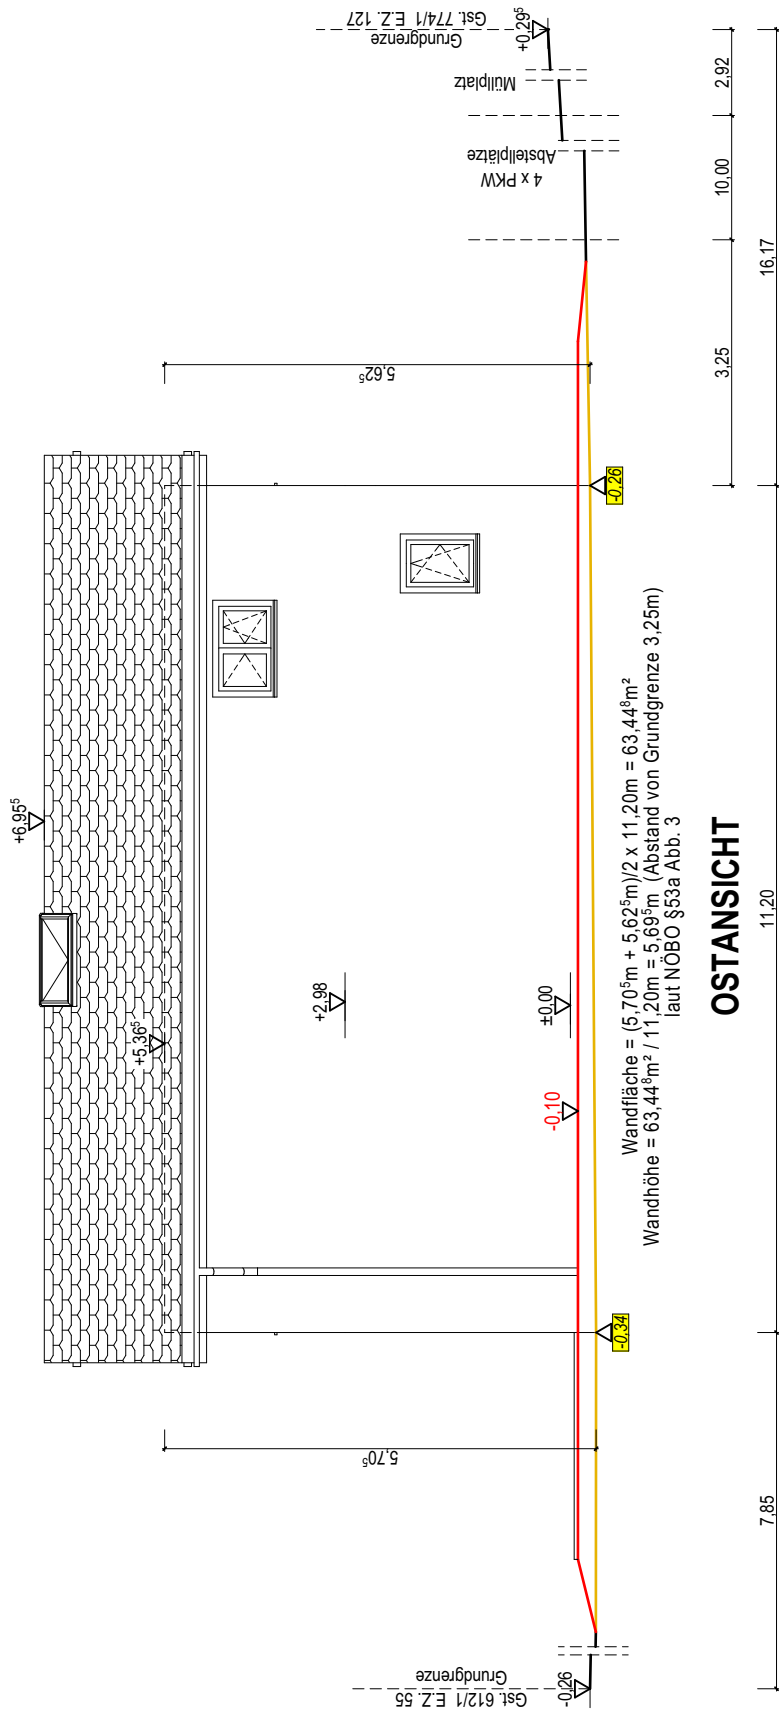 +6,95⁵
+5,36⁵
+2,98
±0,00
-0,10
-0,34
-0,26
5,70⁵
5,62⁵
Gst. 612/1 E.Z. 55
Grundgrenze
-0,26
4 x PKW
Abstellplätze
Müllplatz
Grundgrenze
Gst. 774/1 E.Z. 127
+0,29⁵
Wandfläche = (5,70⁵m + 5,62⁵m)/2 x 11,20m = 63,44⁸m²
Wandhöhe = 63,44⁸m² / 11,20m = 5,69⁵m (Abstand von Grundgrenze 3,25m)
laut NÖBO §53a Abb. 3
OSTANSICHT
3,25
10,00
2,92
7,85
11,20
16,17